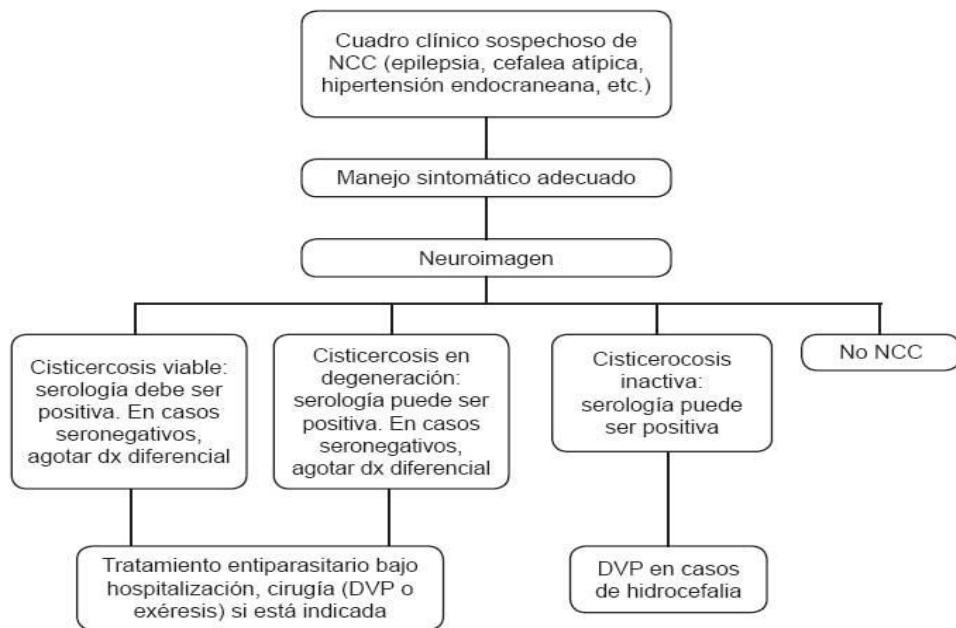 Cuadro clínico sospechoso de
NCC (epilepsia, cefalea atípica,
hipertensión endocraneana, etc.)
Manejo sintomático adecuado
Neuroimagen
Cisticercosis viable:
serología debe ser
positiva. En casos
seronegativos,
agotar dx diferencial
Cisticercosis en
degeneración:
serología puede ser
positiva. En casos
seronegativos,
agotar dx diferencial
Cisticerocosis
inactiva:
serología puede
ser positiva
No NCC
Tratamiento entiparasitario bajo
hospitalización, cirugía (DVP o
exéresis) si está indicada
DVP en casos
de hidrocefalia